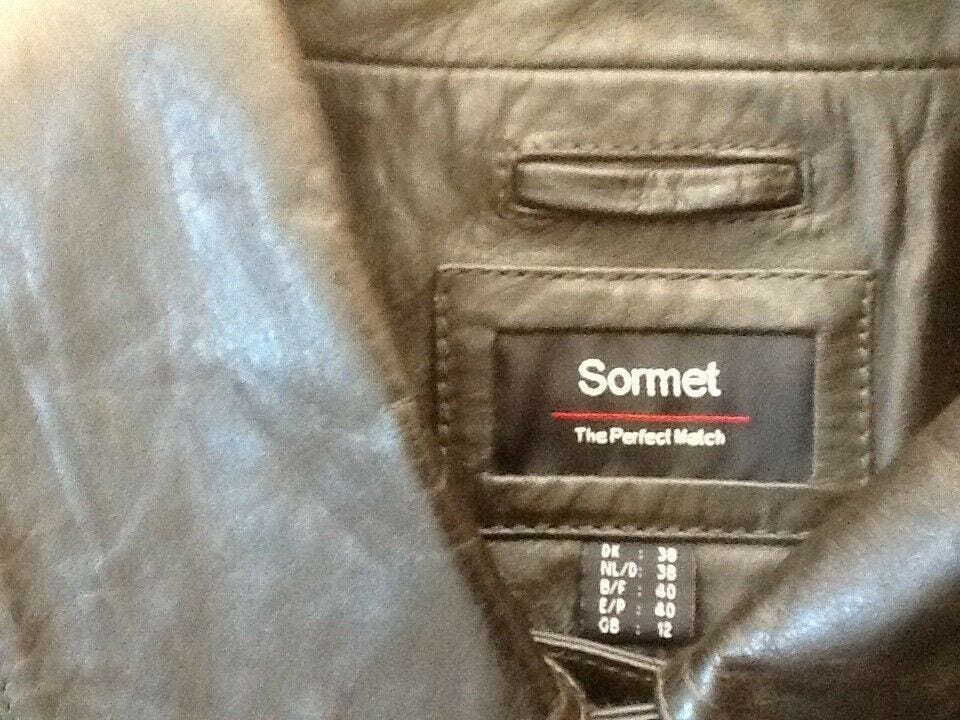 Sormet
The Perfect Match
DK : 38
NL/D: 38
B/F : 40
E/P : 40
GB : 12